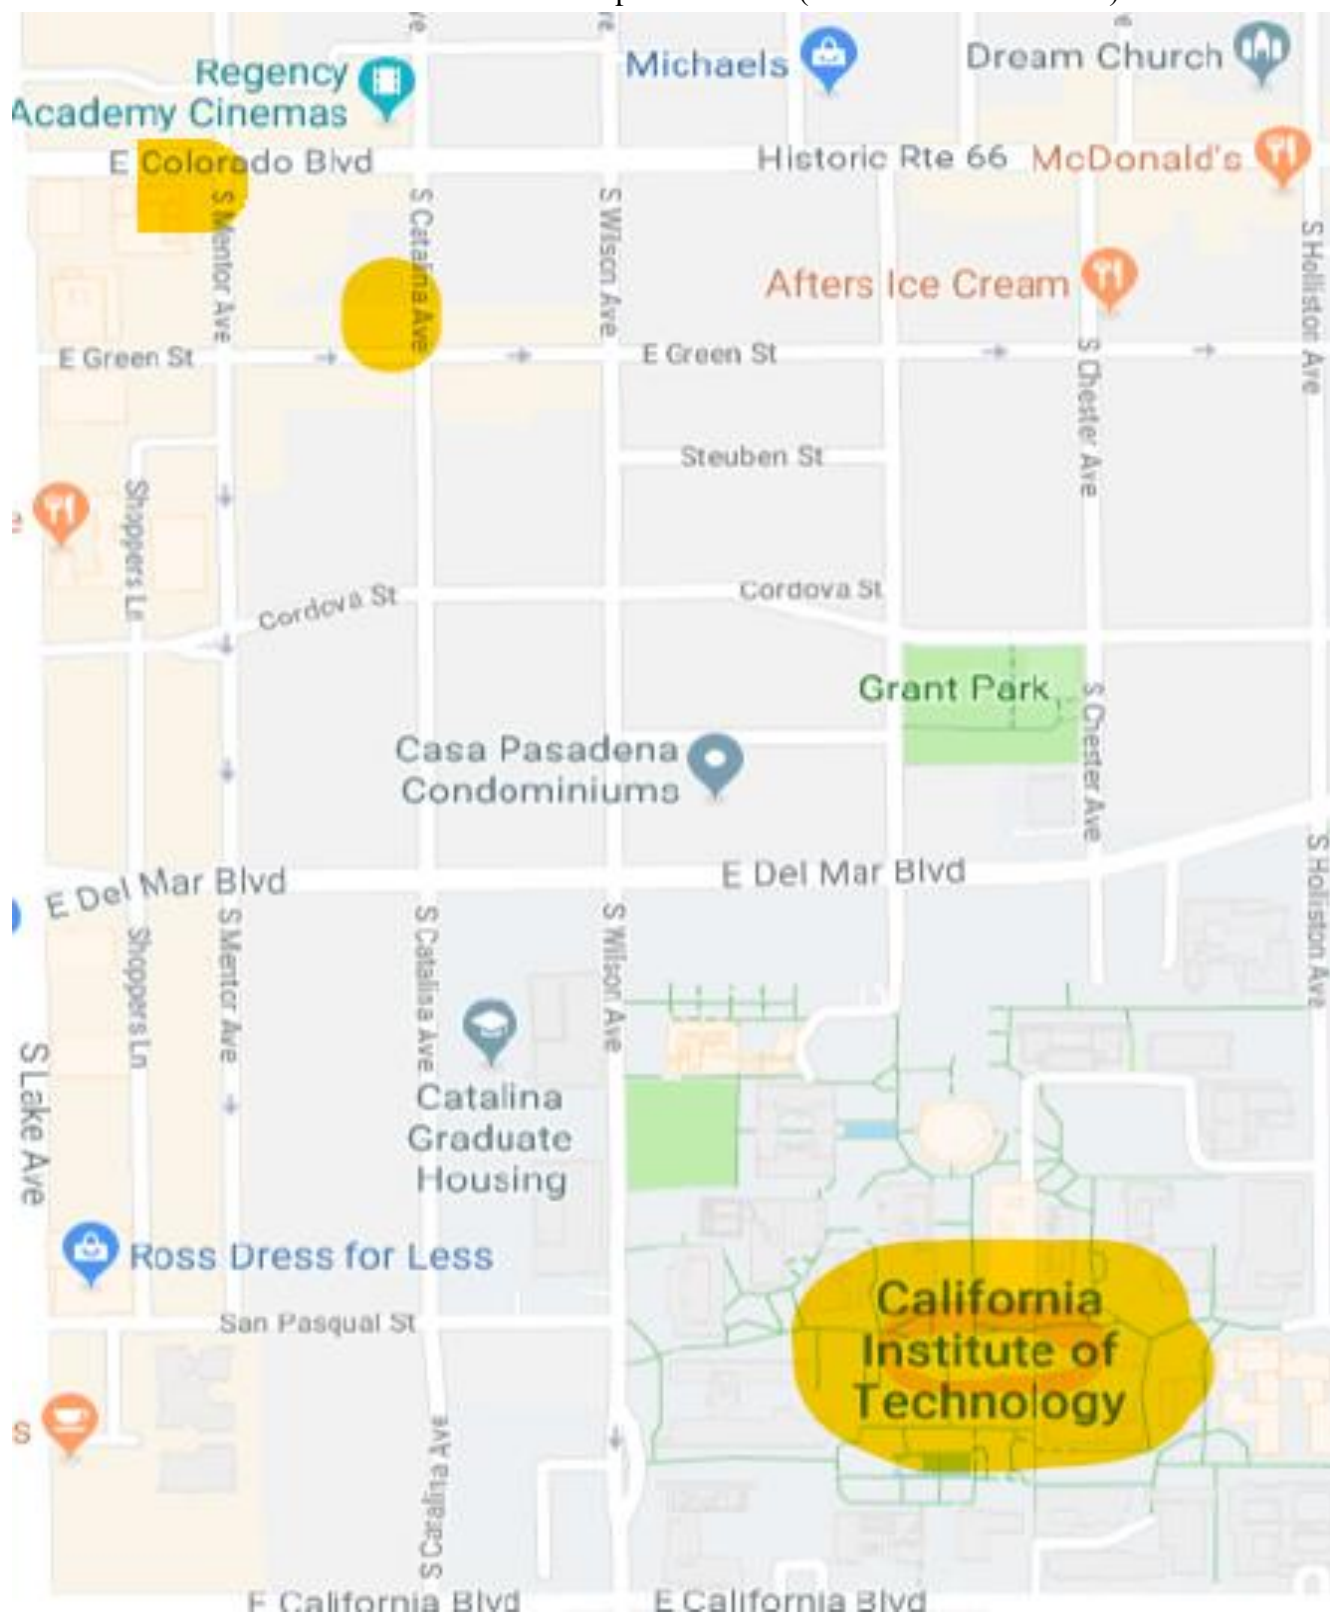 Michaels
Dream Church
Regency
Academy Cinemas
E Colorado Blvd
Historic Rte 66
McDonald's
S Mentor Ave
S Catalina Ave
S Wilson Ave
S Holliston Ave
Afters Ice Cream
E Green St
E Green St
S Chester Ave
Steuben St
Shoppers Ln
Cordova St
Cordova St
Grant Park
S Chester Ave
Casa Pasadena
Condominiums
E Del Mar Blvd
E Del Mar Blvd
S Holliston Ave
Shoppers Ln
S Mentor Ave
S Catalina Ave
S Wilson Ave
S Lake Ave
Catalina
Graduate
Housing
Ross Dress for Less
California
Institute of
Technology
San Pasqual St
s
S Catalina Ave
E California Blvd
E California Blvd